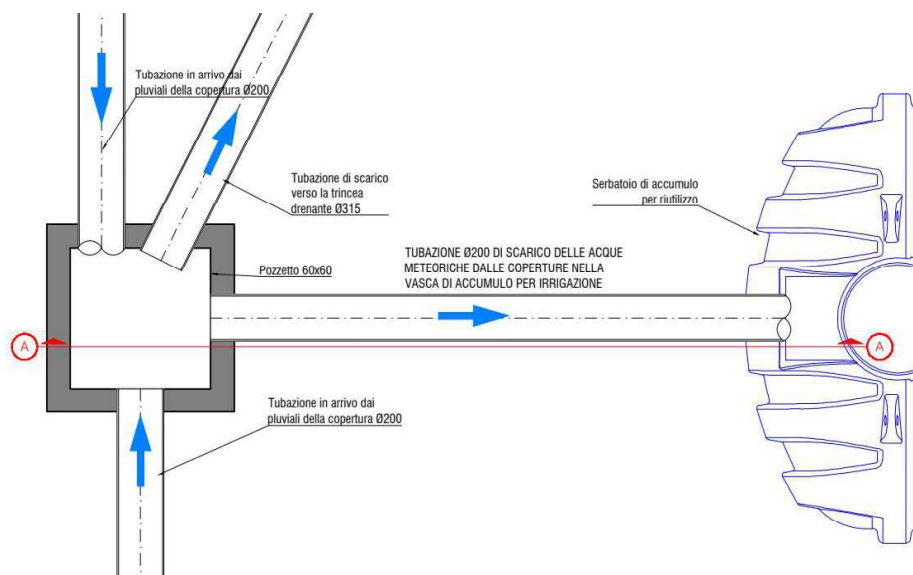 Tubazione in arrivo dai
pluviali della copertura Ø200
Tubazione di scarico
verso la trincea
drenante Ø315
Serbatoio di accumulo
per riutilizzo
Pozzetto 60x60
TUBAZIONE Ø200 DI SCARICO DELLE ACQUE
METEORICHE DALLE COPERTURE NELLA
VASCA DI ACCUMULO PER IRRIGAZIONE
A
A
Tubazione in arrivo dai
pluviali della copertura Ø200